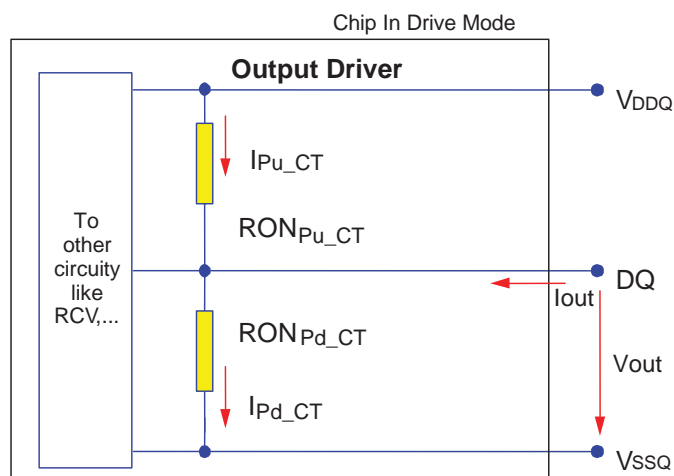 Chip In Drive Mode
Output Driver
VDDQ
IPu_CT
To
other
circuity
like
RCV,...
RONPu_CT
DQ
Iout
RONPd_CT
Vout
IPd_CT
VSSQ